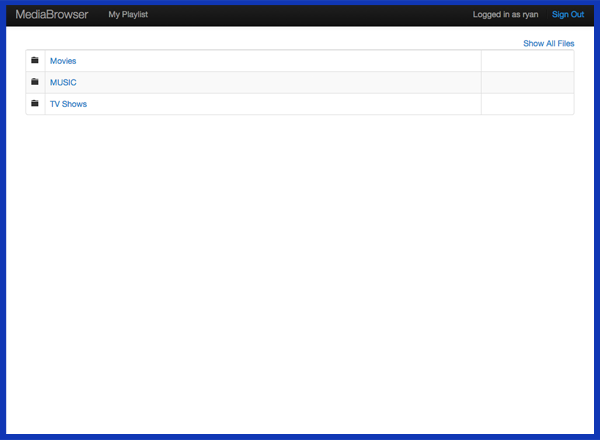 MediaBrowser My Playlist Logged in as ryan Sign Out
Show All Files
Movies
MUSIC
TV Shows